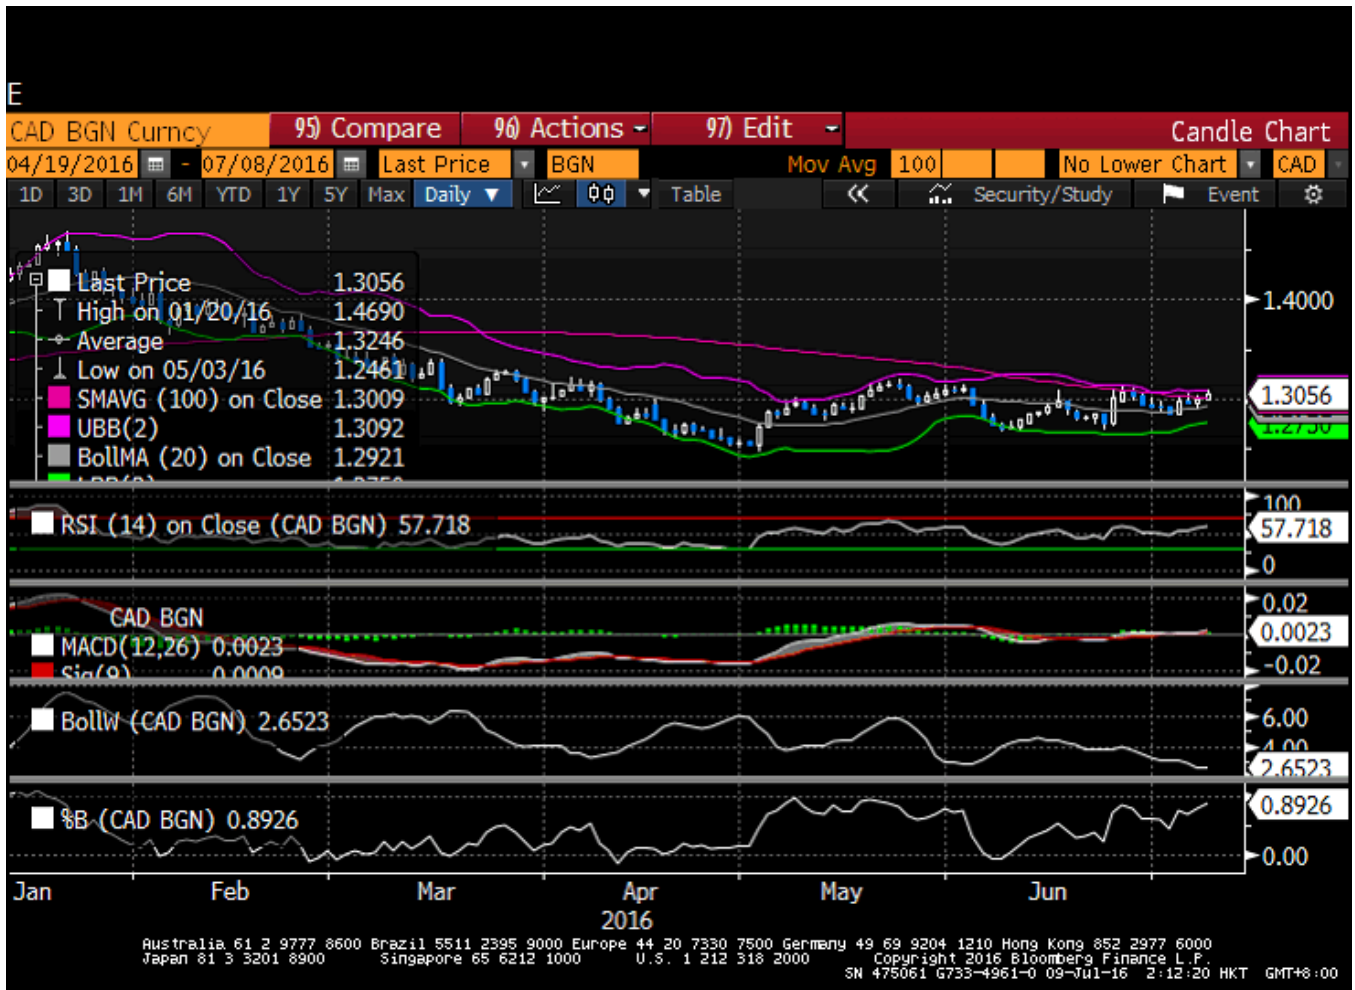 E
CAD BGN Curncy 95) Compare 96) Actions 97) Edit Candle Chart
04/19/2016 - 07/08/2016 Last Price BGN Mov Avg 100 No Lower Chart CAD
1D 3D 1M 6M YTD 1Y 5Y Max Daily ▼ Table « Security/Study Event
Last Price 1.3056
High on 01/20/16 1.4690
Average 1.3246
Low on 05/03/16 1.2461
SMAVG (100) on Close 1.3009
UBB(2) 1.3092
BollMA (20) on Close 1.2921
1.4000
1.3056
1.2750
RSI (14) on Close (CAD BGN) 57.718
100
57.718
0
CAD BGN
MACD(12,26) 0.0023
Sig(9) 0.0009
0.02
0.0023
-0.02
BollW (CAD BGN) 2.6523
6.00
4.00
2.6523
%B (CAD BGN) 0.8926
0.8926
0.00
Jan Feb Mar Apr May Jun
2016
Australia 61 2 9777 8600 Brazil 5511 2395 9000 Europe 44 20 7330 7500 Germany 49 69 9204 1210 Hong Kong 852 2977 6000
Japan 81 3 3201 8900 Singapore 65 6212 1000 U.S. 1 212 318 2000 Copyright 2016 Bloomberg Finance L.P.
SN 475061 G733-4961-0 09-Jul-16 2:12:20 HKT GMT+8:00